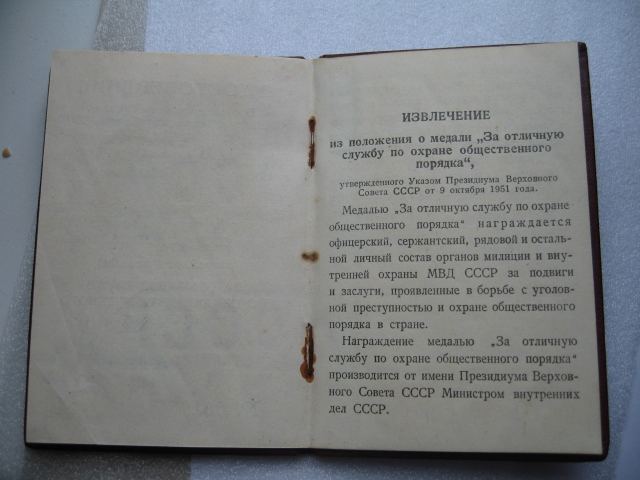 ИЗВЛЕЧЕНИЕ
из положения о медали „За отличную
службу по охране общественного
порядка“,
утвержденного Указом Президиума Верховного
Совета СССР от 9 октября 1951 года.
Медалью „За отличную службу по охране
общественного порядка“ награждается
офицерский, сержантский, рядовой и осталь-
ной личный состав органов милиции и внут-
ренней охраны МВД СССР за подвиги
и заслуги, проявленные в борьбе с уголов-
ной преступностью и охране общественного
порядка в стране.
Награждение медалью „За отличную
службу по охране общественного порядка“
производится от имени Президиума Верхов-
ного Совета СССР Министром внутренних
дел СССР.